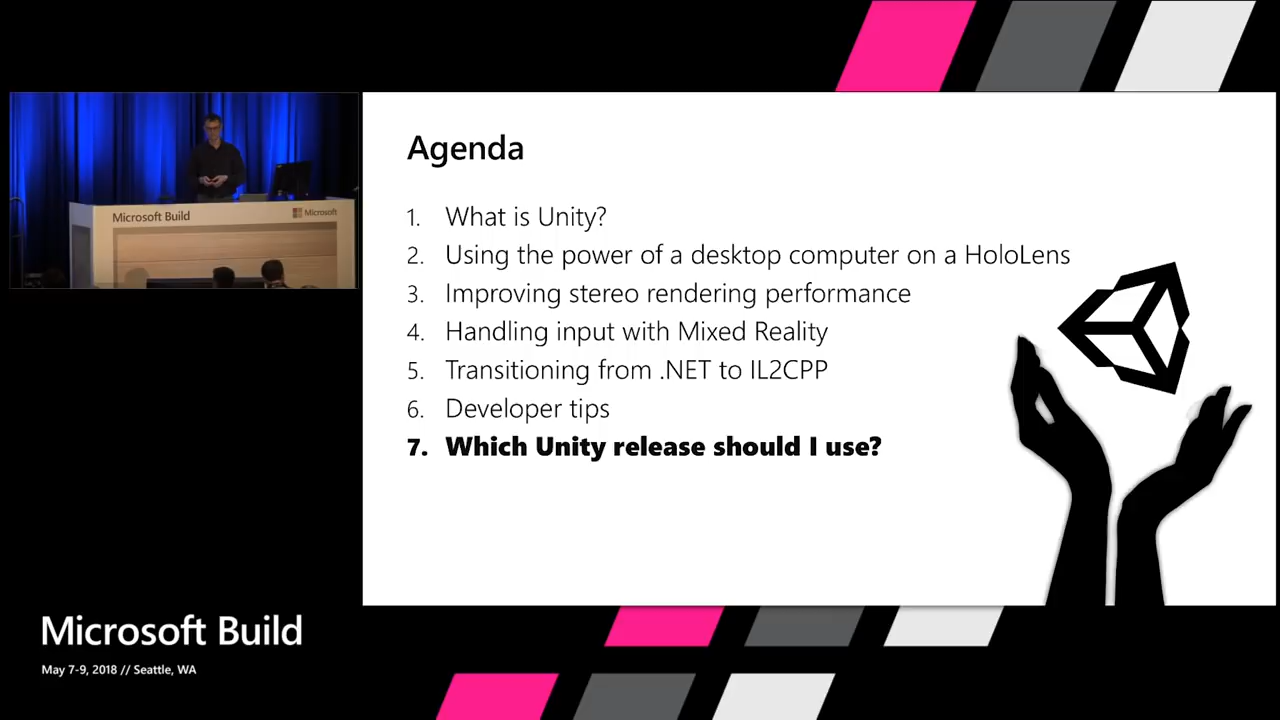 Microsoft Build
Microsoft
Agenda
1. What is Unity?
2. Using the power of a desktop computer on a HoloLens
3. Improving stereo rendering performance
4. Handling input with Mixed Reality
5. Transitioning from .NET to IL2CPP
6. Developer tips
7. Which Unity release should I use?
Microsoft Build
May 7-9, 2018 // Seattle, WA